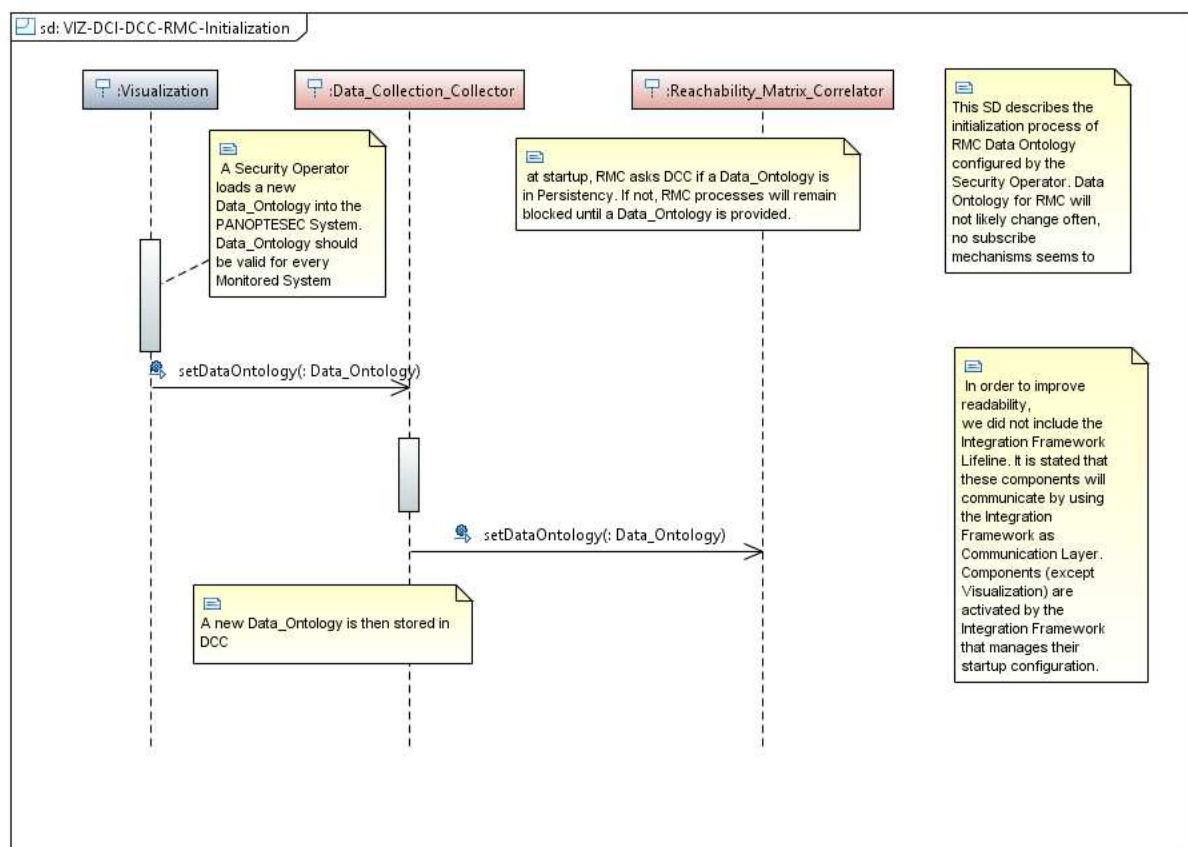 sd: VIZ-DCI-DCC-RMC-Initialization
:Visualization
:Data_Collection_Collector
:Reachability_Matrix_Correlator
A Security Operator
loads a new
Data_Ontology into the
PANOPTESEC System.
Data_Ontology should
be valid for every
Monitored System
at startup, RMC asks DCC if a Data_Ontology is
in Persistency. If not, RMC processes will remain
blocked until a Data_Ontology is provided.
This SD describes the
initialization process of
RMC Data Ontology
configured by the
Security Operator. Data
Ontology for RMC will
not likely change often,
no subscribe
mechanisms seems to
setDataOntology(: Data_Ontology)
setDataOntology(: Data_Ontology)
A new Data_Ontology is then stored in
DCC
In order to improve
readability,
we did not include the
Integration Framework
Lifeline. It is stated that
these components will
communicate by using
the Integration
Framework as
Communication Layer.
Components (except
Visualization) are
activated by the
Integration Framework
that manages their
startup configuration.